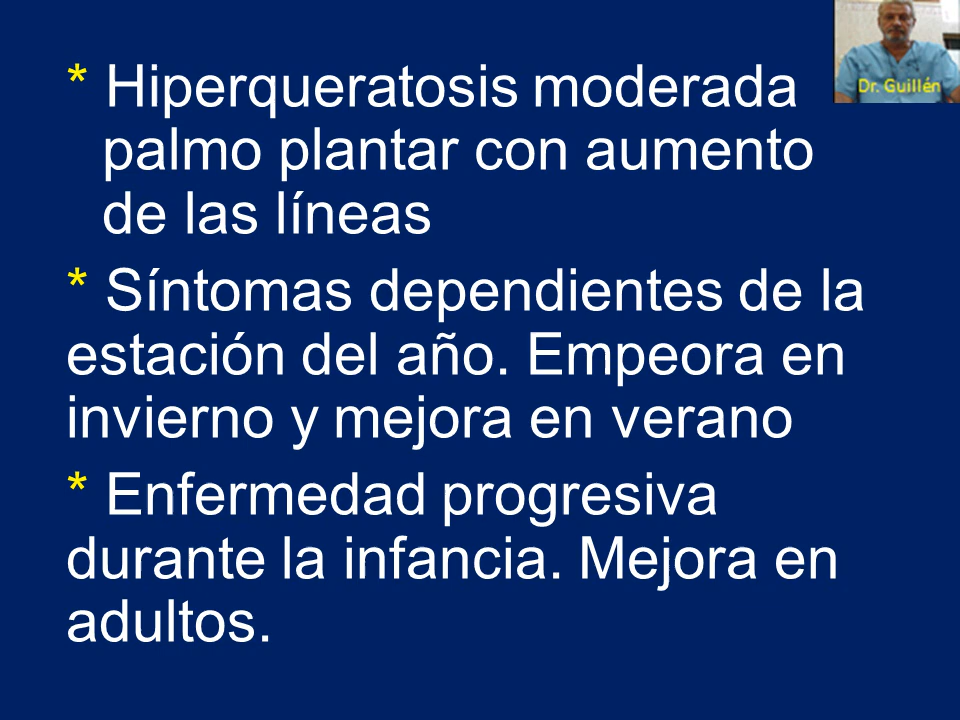 Dr. Guillén
* Hiperqueratosis moderada
palmo plantar con aumento
de las líneas
* Síntomas dependientes de la
estación del año. Empeora en
invierno y mejora en verano
* Enfermedad progresiva
durante la infancia. Mejora en
adultos.